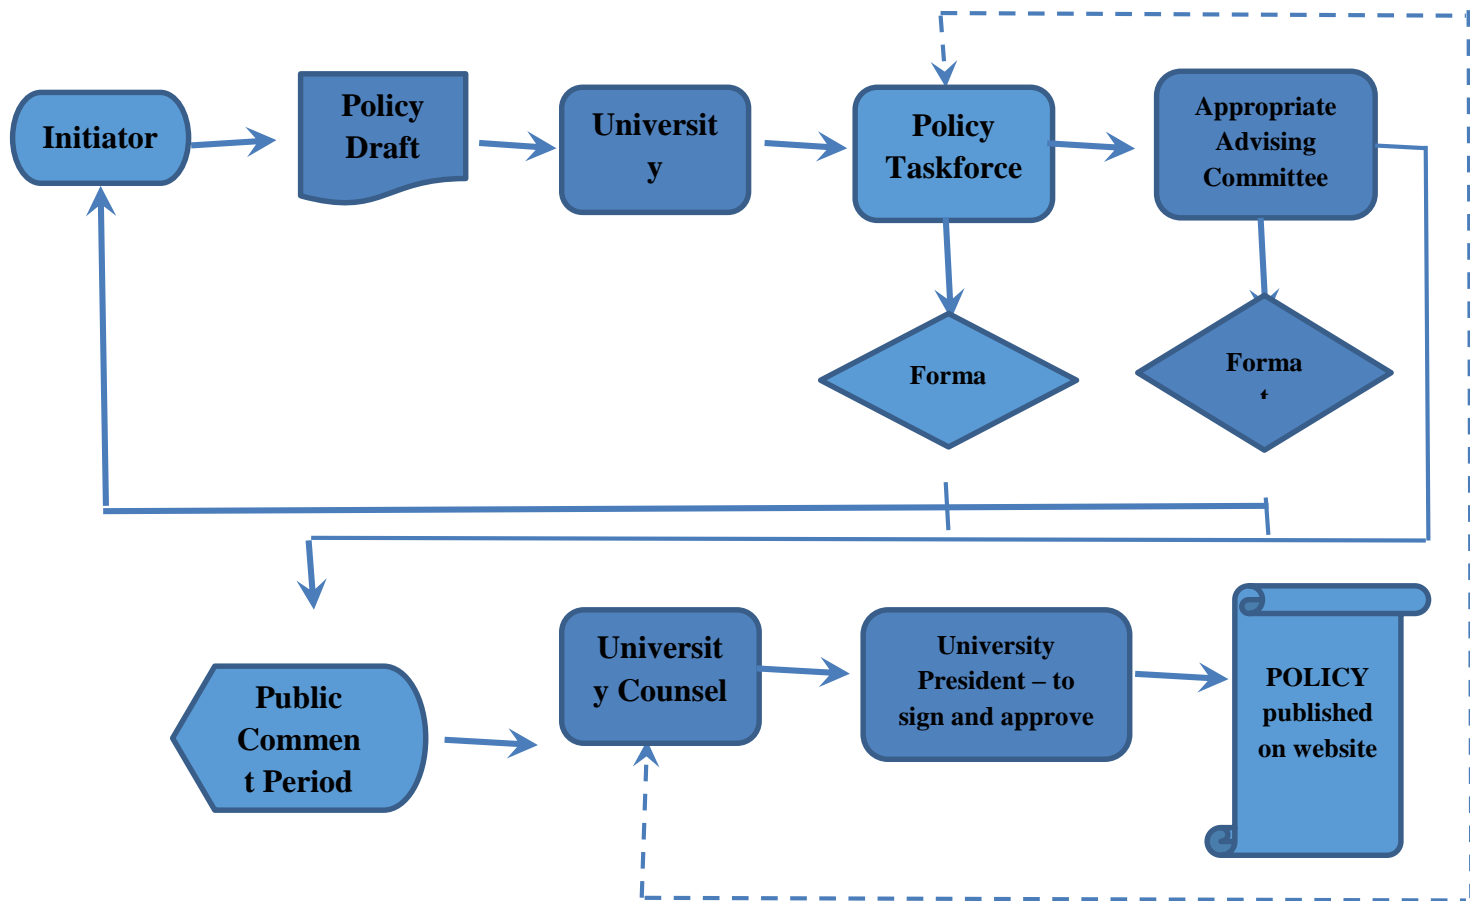 Initiator
Policy
Draft
Universit
y
Policy
Taskforce
Appropriate
Advising
Committee
Forma
Forma
t
Public
Commen
t Period
Universit
y Counsel
University
President – to
sign and approve
POLICY
published
on website